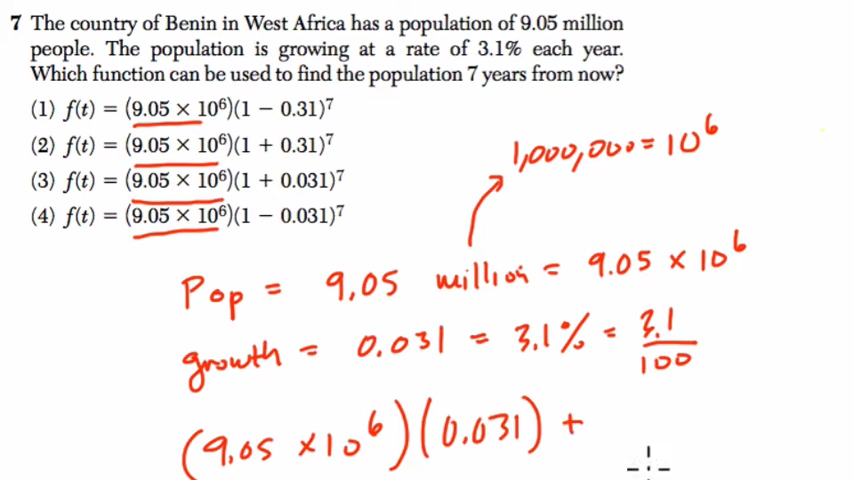 7 The country of Benin in West Africa has a population of 9.05 million
people. The population is growing at a rate of 3.1% each year.
Which function can be used to find the population 7 years from now?
(1) f(t) = (9.05 × 10⁶)(1 − 0.31)⁷
(2) f(t) = (9.05 × 10⁶)(1 + 0.31)⁷
(3) f(t) = (9.05 × 10⁶)(1 + 0.031)⁷
(4) f(t) = (9.05 × 10⁶)(1 − 0.031)⁷
1,000,000 = 10⁶
Pop = 9.05 million = 9.05 × 10⁶
growth = 0.031 = 3.1% = 3.1/100
(9.05 × 10⁶)(0.031) +